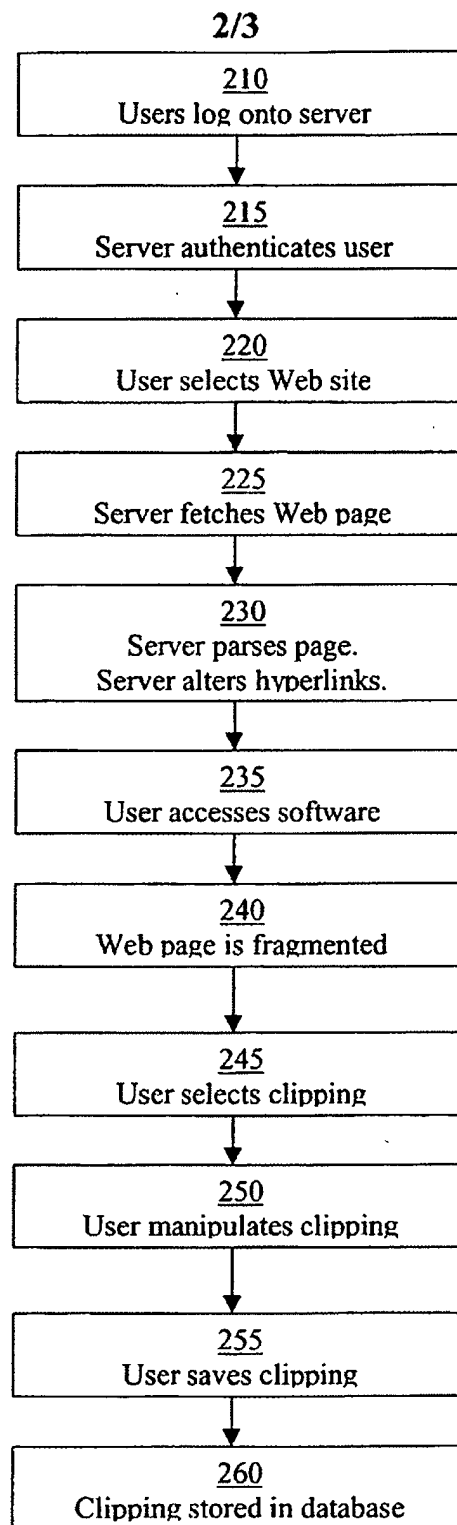 2/3
210
Users log onto server
215
Server authenticates user
220
User selects Web site
225
Server fetches Web page
230
Server parses page.
Server alters hyperlinks.
235
User accesses software
240
Web page is fragmented
245
User selects clipping
250
User manipulates clipping
255
User saves clipping
260
Clipping stored in database